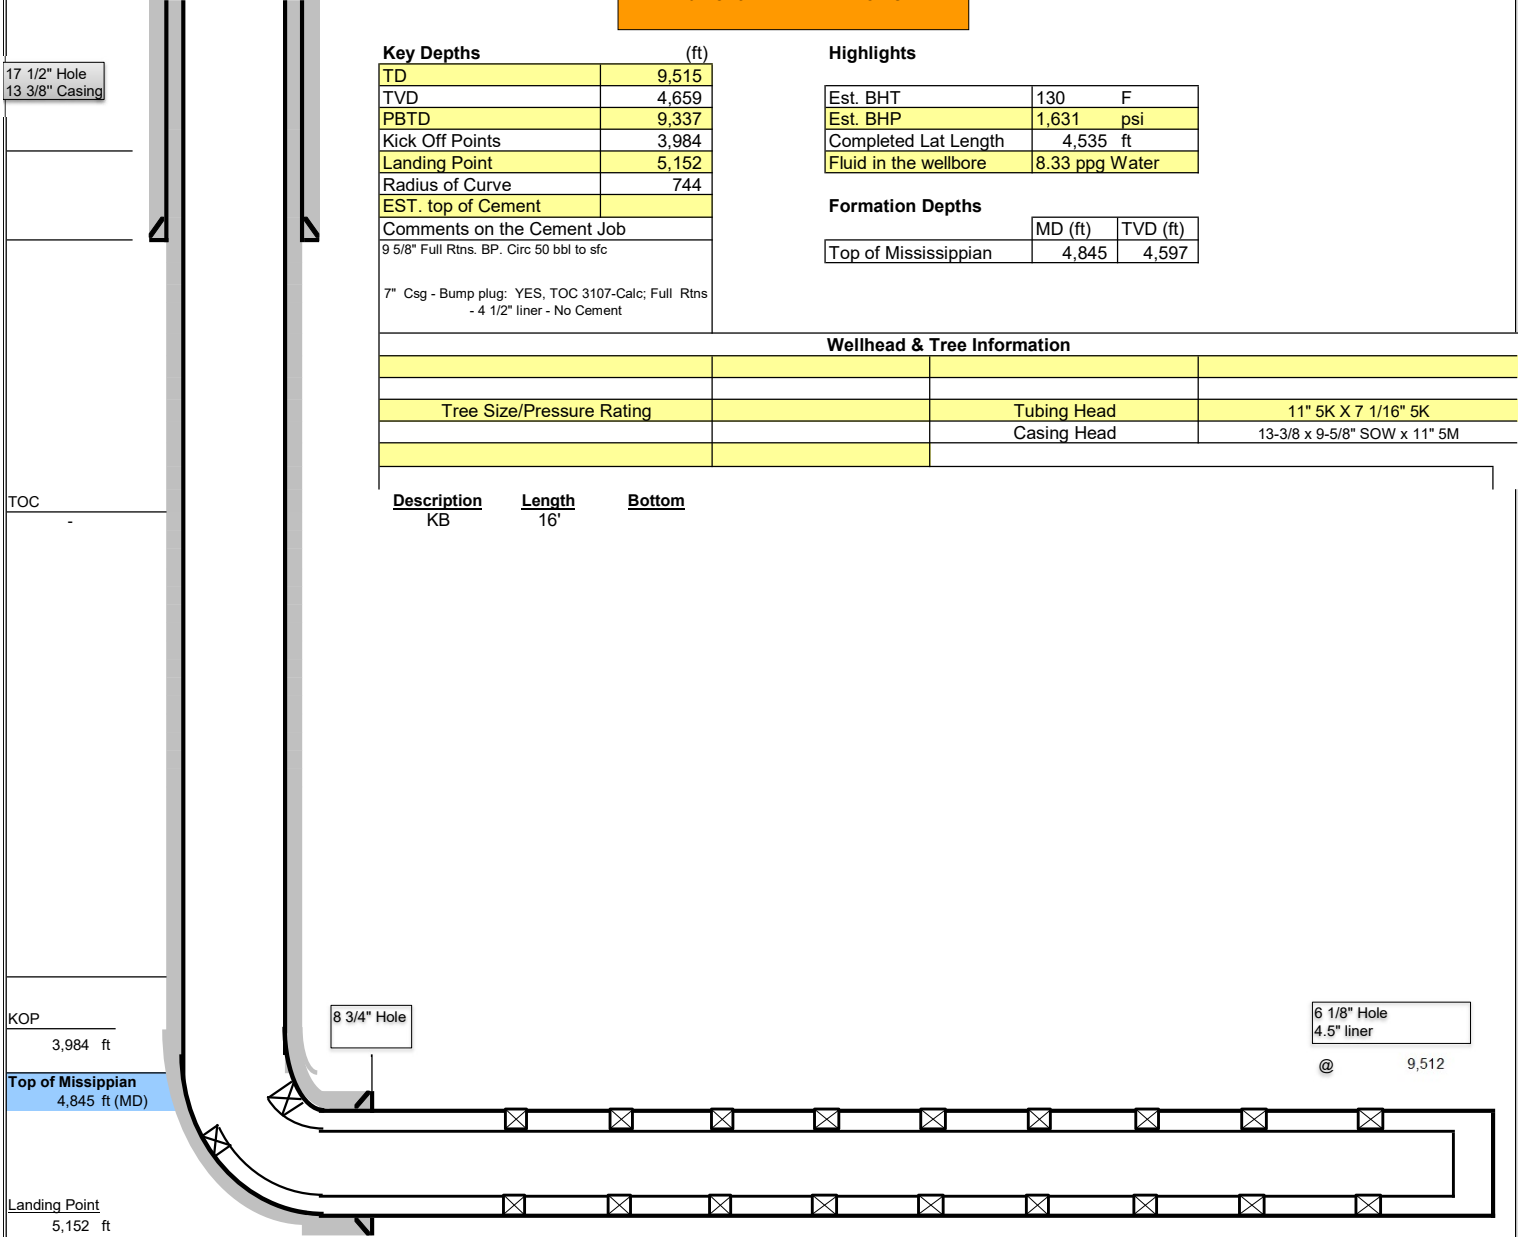 17 1/2" Hole
13 3/8" Casing
Key Depths (ft)
TD 9,515
TVD 4,659
PBTD 9,337
Kick Off Points 3,984
Landing Point 5,152
Radius of Curve 744
EST. top of Cement
Comments on the Cement Job
9 5/8" Full Rtns. BP. Circ 50 bbl to sfc
7" Csg - Bump plug: YES, TOC 3107-Calc; Full Rtns
- 4 1/2" liner - No Cement
Highlights
Est. BHT 130 F
Est. BHP 1,631 psi
Completed Lat Length 4,535 ft
Fluid in the wellbore 8.33 ppg Water
Formation Depths
MD (ft) TVD (ft)
Top of Mississippian 4,845 4,597
Wellhead & Tree Information
Tree Size/Pressure Rating Tubing Head 11" 5K X 7 1/16" 5K
Casing Head 13-3/8 x 9-5/8" SOW x 11" 5M
Description Length Bottom
KB 16'
TOC
-
KOP
3,984 ft
Top of Missippian
4,845 ft (MD)
Landing Point
5,152 ft
8 3/4" Hole
6 1/8" Hole
4.5" liner
@ 9,512